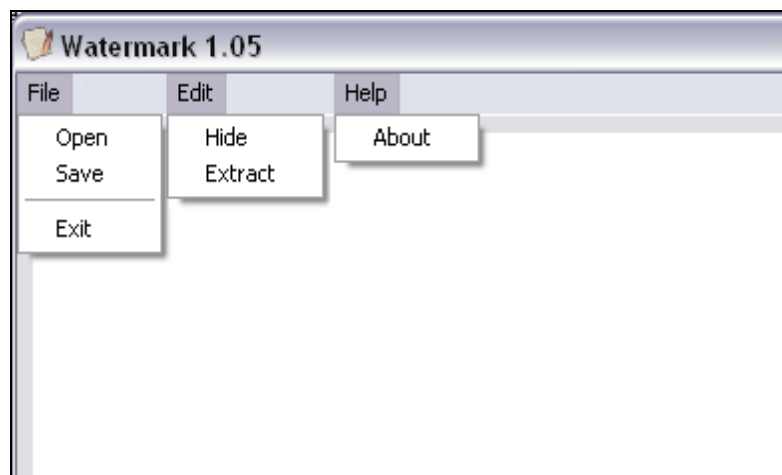 Watermark 1.05
File Edit Help
Open Hide About
Save Extract
Exit